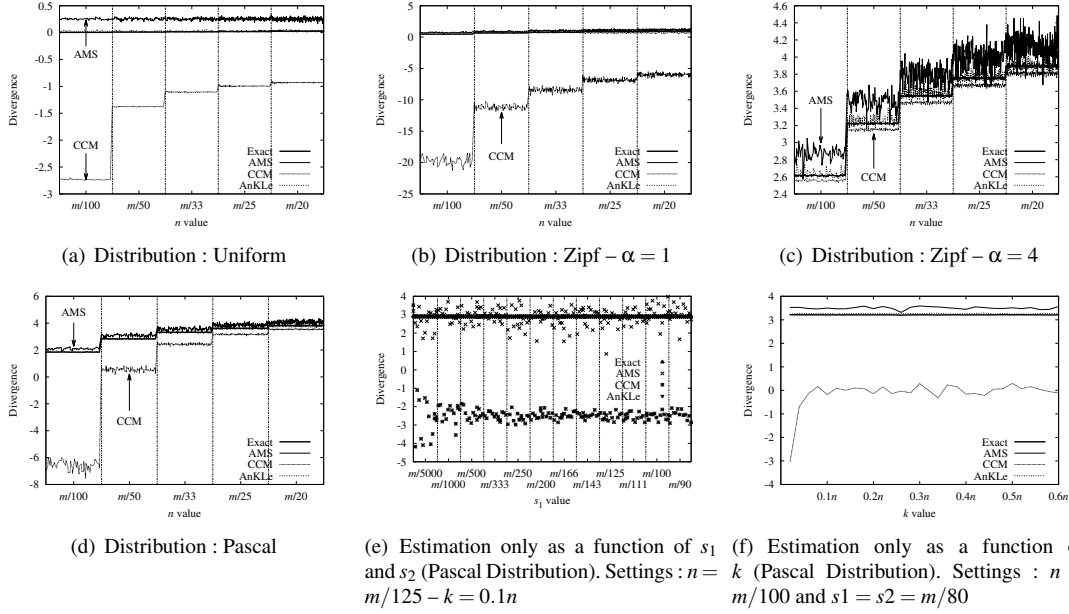 0.5
0
-0.5
-1
-1.5
-2
-2.5
-3
Divergence
AMS
CCM
Exact
AMS
CCM
AnKLe
m/100 m/50 m/33 m/25 m/20
n value
(a) Distribution : Uniform
10
5
0
-5
-10
-15
-20
-25
Divergence
CCM
Exact
AMS
CCM
AnKLe
m/100 m/50 m/33 m/25 m/20
n value
(b) Distribution : Zipf – α = 1
4.6
4.4
4.2
4
3.8
3.6
3.4
3.2
3
2.8
2.6
2.4
Divergence
AMS
CCM
Exact
AMS
CCM
AnKLe
m/100 m/50 m/33 m/25 m/20
n value
(c) Distribution : Zipf – α = 4
6
4
2
0
-2
-4
-6
-8
Divergence
AMS
CCM
Exact
AMS
CCM
AnKLe
m/100 m/50 m/33 m/25 m/20
n value
(d) Distribution : Pascal
4
3
2
1
0
-1
-2
-3
-4
-5
Divergence
Exact
AMS
CCM
AnKLe
m/5000 m/500 m/250 m/166 m/125 m/100
m/1000 m/333 m/200 m/143 m/111 m/90
s1 value
(e) Estimation only as a function of s1
and s2 (Pascal Distribution). Settings : n =
m/125 – k = 0.1n
4
3
2
1
0
-1
-2
-3
-4
Divergence
Exact
AMS
CCM
AnKLe
0.1n 0.2n 0.3n 0.4n 0.5n 0.6n
k value
(f) Estimation only as a function
k (Pascal Distribution). Settings : n
m/100 and s1 = s2 = m/80